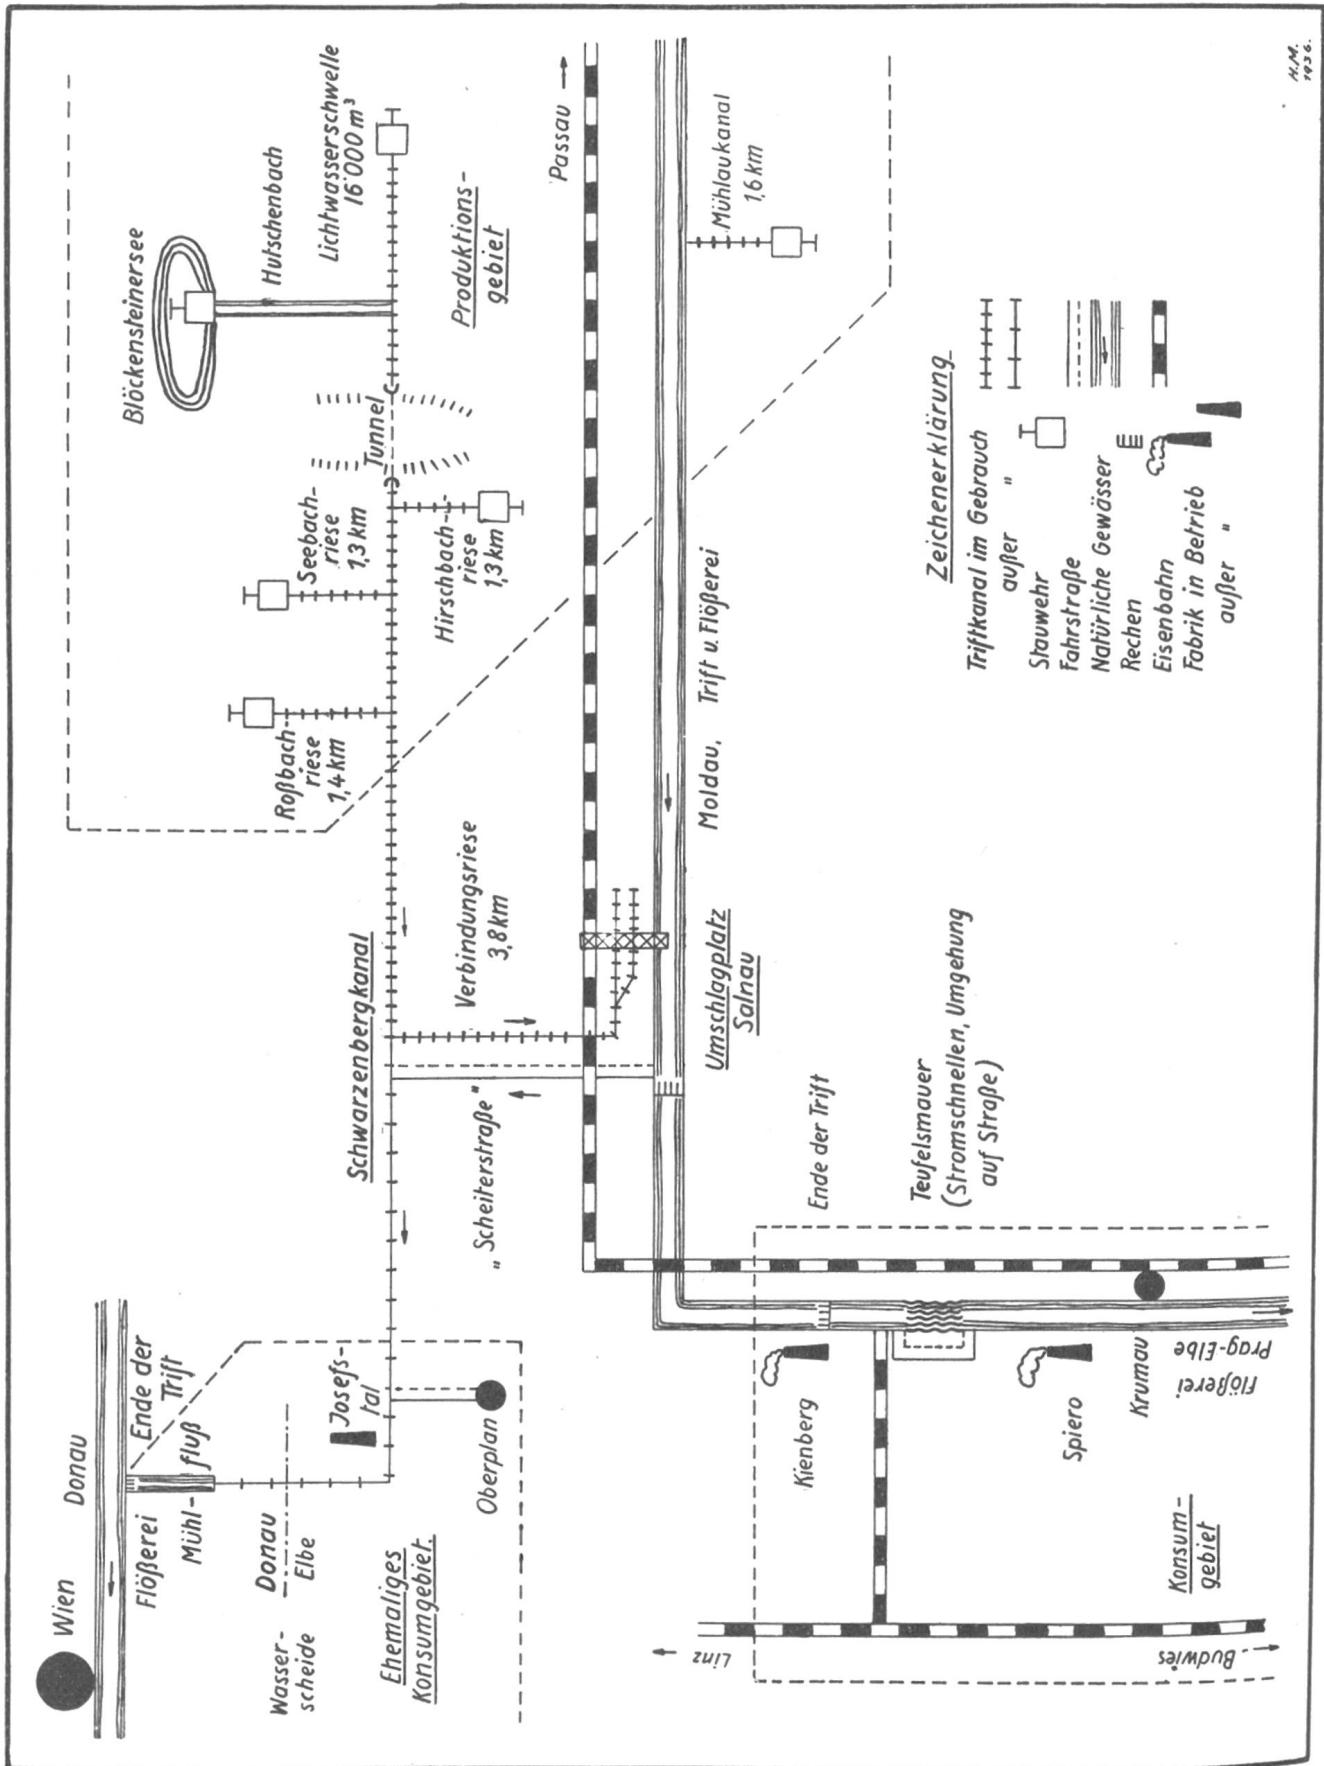 Wien
Donau
Flößerei
Ende der
Trift
Mühl-
fluß
Wasser-
scheide
Donau
Elbe
Josefs-
tal
Ehemaliges
Konsumgebiet.
Oberplan
Schwarzenbergkanal
„Scheiterstraße"
Verbindungsriese
3,8 km
Roßbach-
riese
1,4 km
Seebach-
riese
1,3 km
Hirschbach-
riese
1,3 km
Tunnel
Blöckensteinersee
Hutschenbach
Lichtwasserschwelle
16'000 m³
Produktions-
gebiet
Passau
Mühlaukanal
1,6 km
Moldau, Trift u. Flößerei
Umschlagplatz
Salnau
Ende der Trift
Teufelsmauer
(Stromschnellen, Umgehung
auf Straße)
Kienberg
Spiero
Krumau
Flößerei
Prag-Elbe
Linz
Budwies
Konsum-
gebiet
Zeichenerklärung
Triftkanal im Gebrauch
außer "
Stauwehr
Fahrstraße
Natürliche Gewässer
Rechen
Eisenbahn
Fabrik in Betrieb
außer "
H.M.
1936.